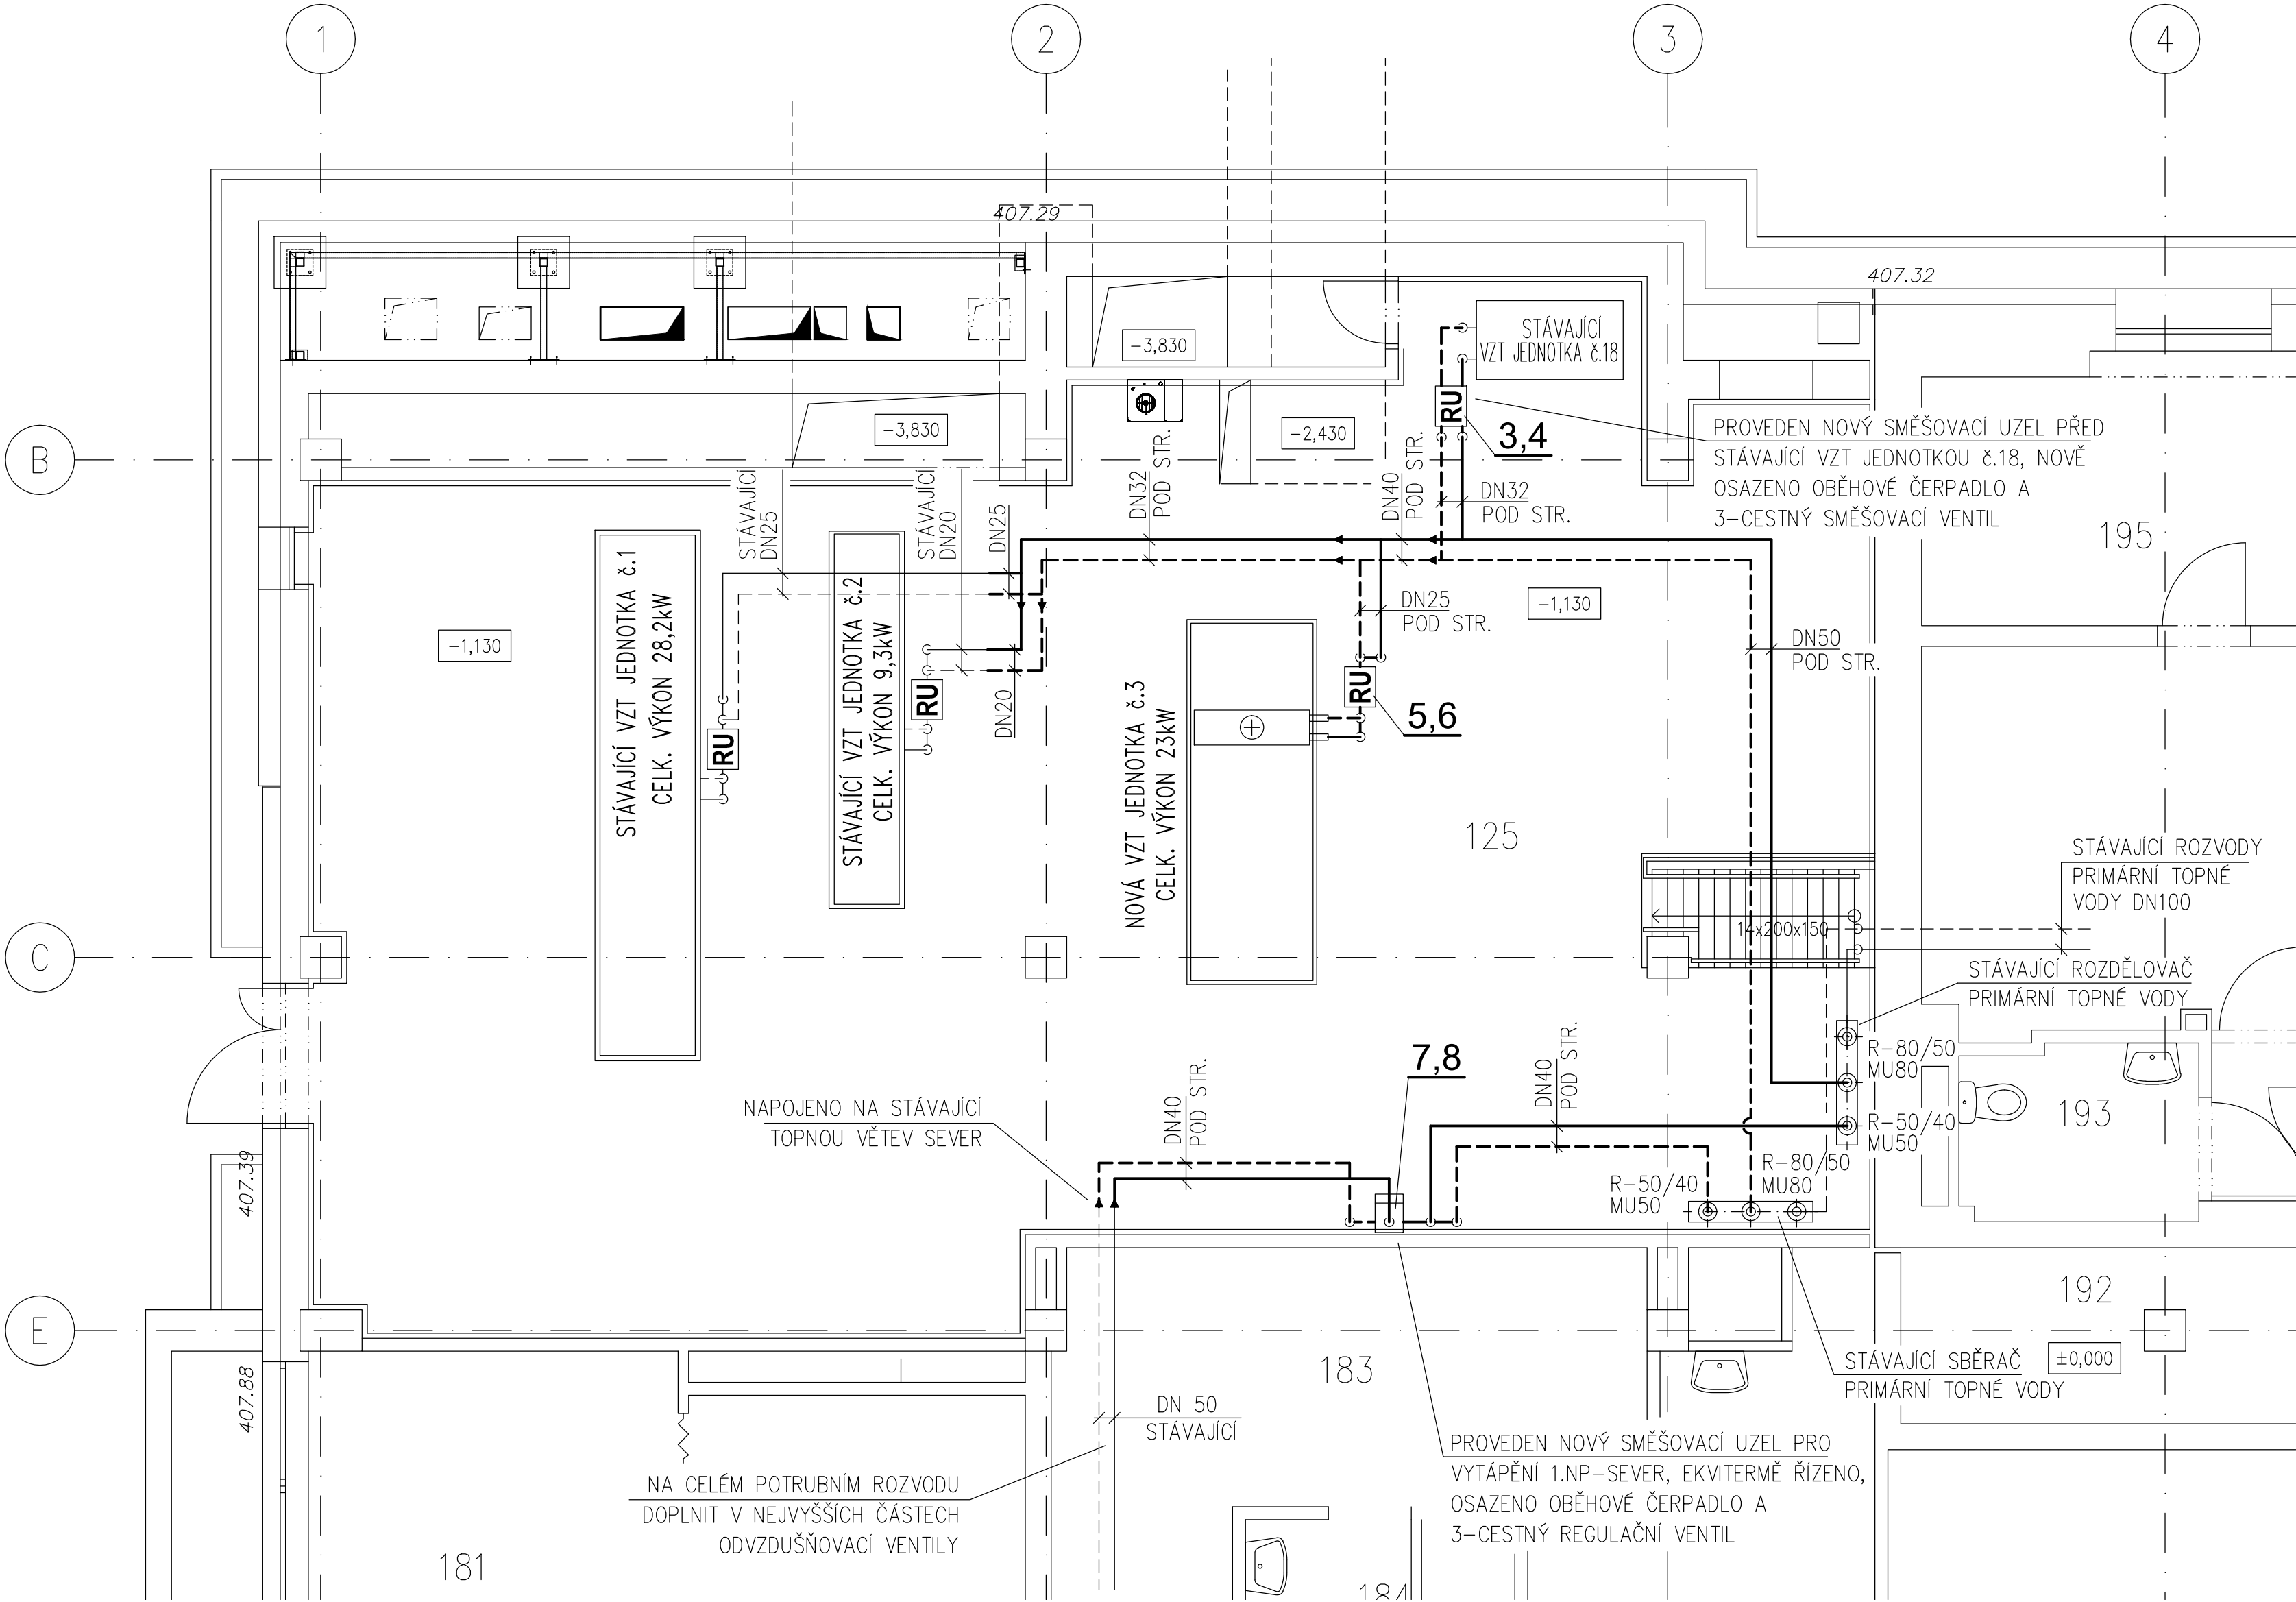 1
2
3
4
B
C
E
407.29
407.32
-3,830
-3,830
-2,430
STÁVAJÍCÍ
VZT JEDNOTKA č.18
RU
3,4
PROVEDEN NOVÝ SMĚŠOVACÍ UZEL PŘED
STÁVAJÍCÍ VZT JEDNOTKOU č.18, NOVĚ
OSAZENO OBĚHOVÉ ČERPADLO A
3-CESTNÝ SMĚŠOVACÍ VENTIL
195
STÁVAJÍCÍ
DN25
STÁVAJÍCÍ
DN20
DN25
DN32
POD STR.
DN40
POD STR.
DN32
POD STR.
-1,130
STÁVAJÍCÍ VZT JEDNOTKA č.1
CELK. VÝKON 28,2kW
RU
STÁVAJÍCÍ VZT JEDNOTKA č.2
CELK. VÝKON 9,3kW
RU
DN20
NOVÁ VZT JEDNOTKA č.3
CELK. VÝKON 23kW
RU
5,6
DN25
POD STR.
-1,130
DN50
POD STR.
125
14x200x150
STÁVAJÍCÍ ROZVODY
PRIMÁRNÍ TOPNÉ
VODY DN100
STÁVAJÍCÍ ROZDĚLOVAČ
PRIMÁRNÍ TOPNÉ VODY
R-80/50
MU80
R-50/40
MU50
193
7,8
DN40
POD STR.
DN40
POD STR.
NAPOJENO NA STÁVAJÍCÍ
TOPNOU VĚTEV SEVER
R-50/40
MU50
R-80/50
MU80
407.39
407.88
192
±0,000
183
STÁVAJÍCÍ SBĚRAČ
PRIMÁRNÍ TOPNÉ VODY
DN 50
STÁVAJÍCÍ
NA CELÉM POTRUBNÍM ROZVODU
DOPLNIT V NEJVYŠŠÍCH ČÁSTECH
ODVZDUŠŇOVACÍ VENTILY
PROVEDEN NOVÝ SMĚŠOVACÍ UZEL PRO
VYTÁPĚNÍ 1.NP-SEVER, EKVITERMĚ ŘÍZENO,
OSAZENO OBĚHOVÉ ČERPADLO A
3-CESTNÝ REGULAČNÍ VENTIL
181
184